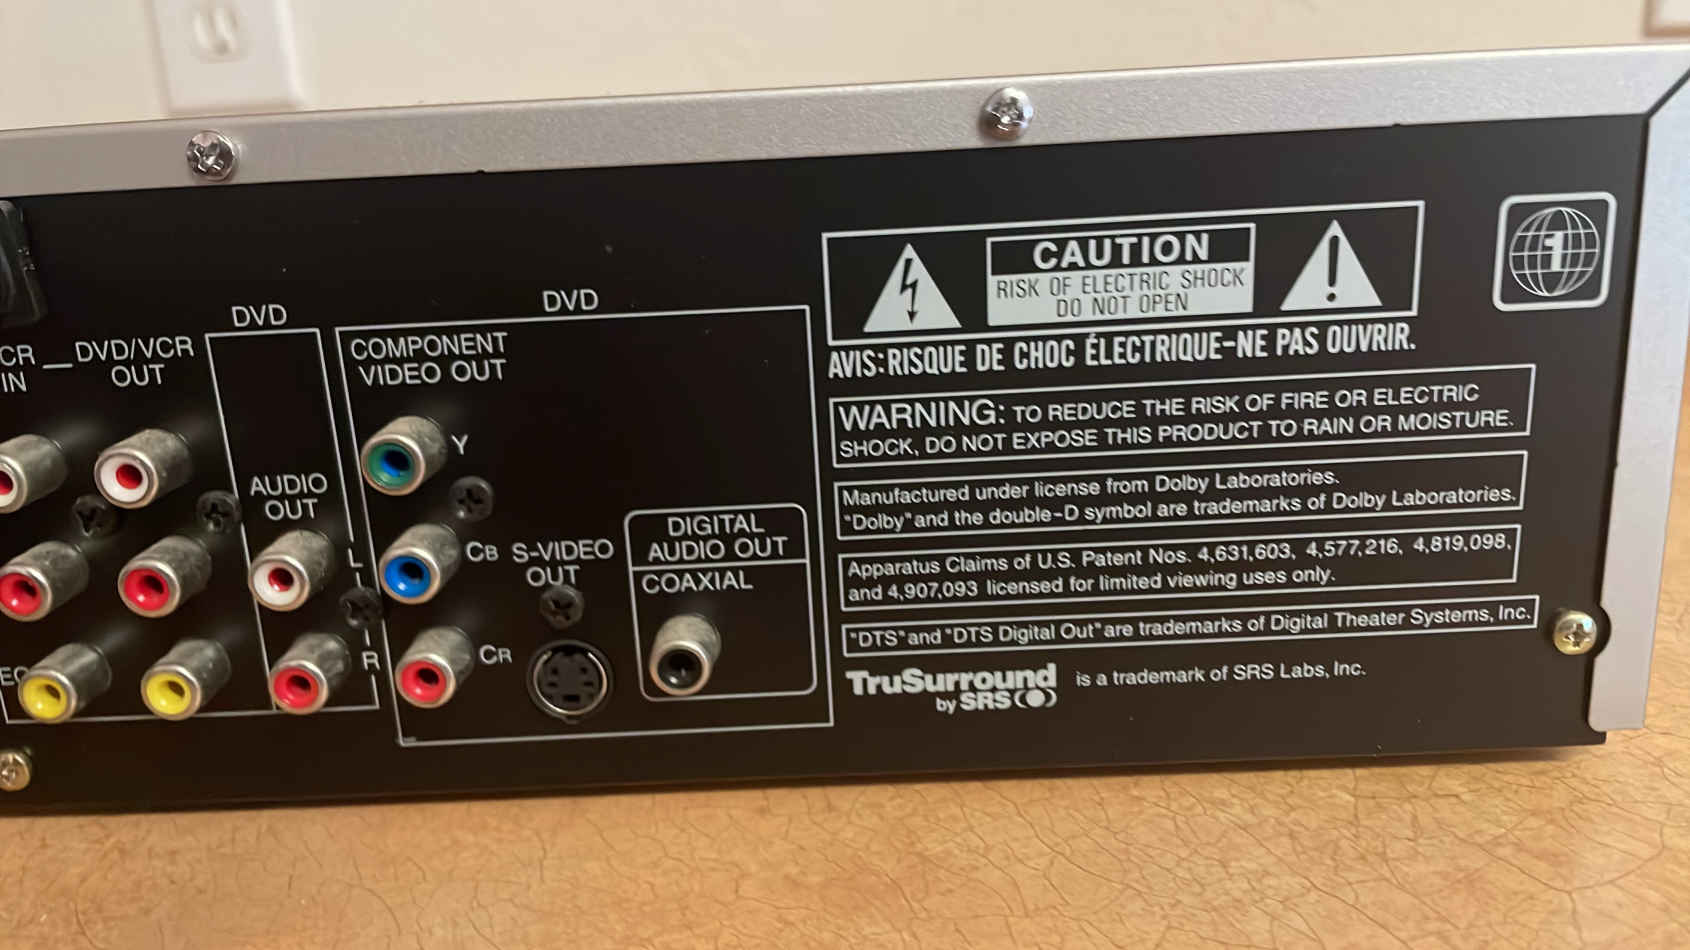 CAUTION
RISK OF ELECTRIC SHOCK
DO NOT OPEN
AVIS:RISQUE DE CHOC ÉLECTRIQUE-NE PAS OUVRIR.
1
WARNING: TO REDUCE THE RISK OF FIRE OR ELECTRIC
SHOCK, DO NOT EXPOSE THIS PRODUCT TO RAIN OR MOISTURE.
Manufactured under license from Dolby Laboratories.
"Dolby" and the double-D symbol are trademarks of Dolby Laboratories.
Apparatus Claims of U.S. Patent Nos. 4,631,603, 4,577,216, 4,819,098,
and 4,907,093 licensed for limited viewing uses only.
"DTS" and "DTS Digital Out" are trademarks of Digital Theater Systems, Inc.
TruSurround is a trademark of SRS Labs, Inc.
by SRS
CR
IN
DVD/VCR
OUT
DVD
AUDIO
OUT
L
R
DVD
COMPONENT
VIDEO OUT
Y
CB
CR
S-VIDEO
OUT
DIGITAL
AUDIO OUT
COAXIAL